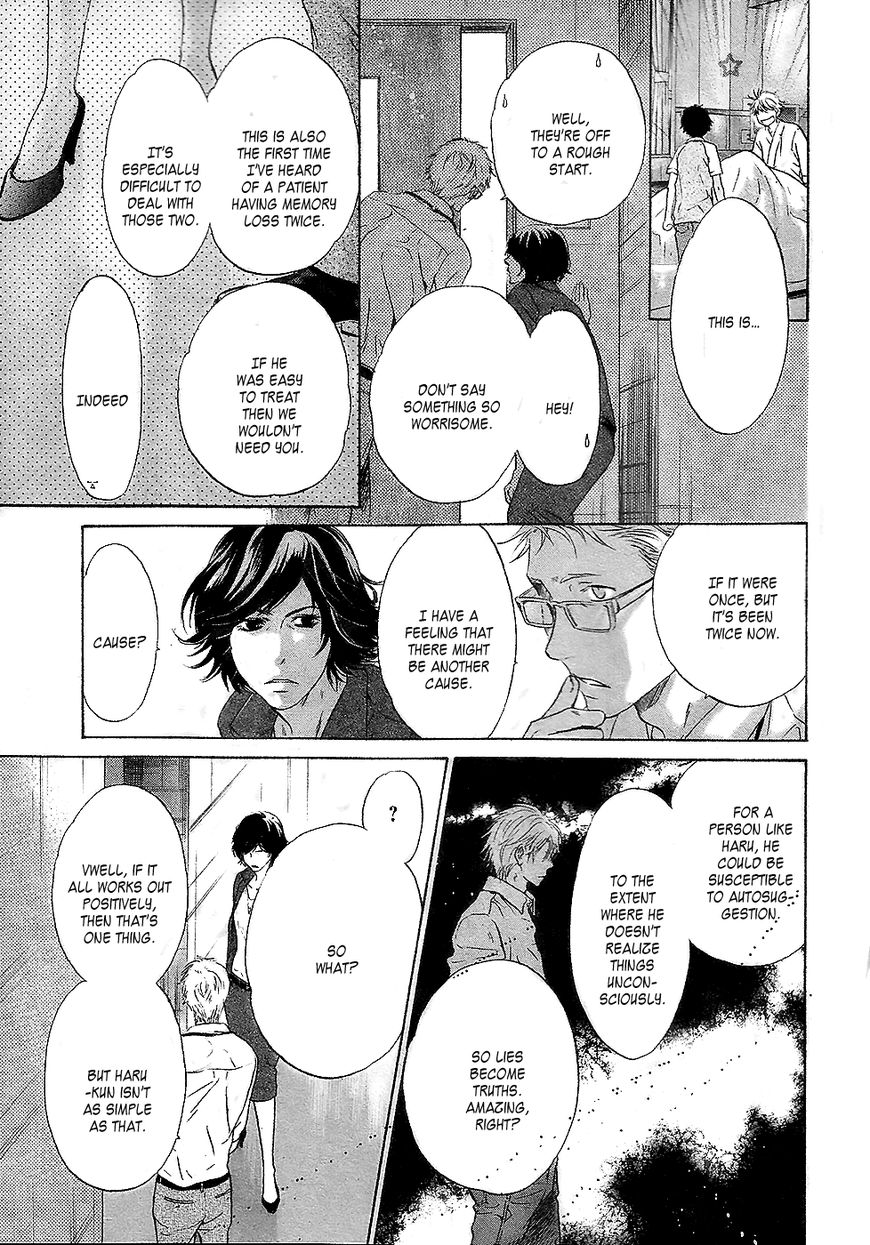 THIS IS...
WELL,
THEY'RE OFF
TO A ROUGH
START.
HEY!
DON'T SAY
SOMETHING SO
WORRISOME.
THIS IS ALSO
THE FIRST TIME
I'VE HEARD
OF A PATIENT
HAVING MEMORY
LOSS TWICE.
IT'S
ESPECIALLY
DIFFICULT TO
DEAL WITH
THOSE TWO.
IF HE
WAS EASY
TO TREAT
THEN WE
WOULDN'T
NEED YOU.
INDEED
IF IT WERE
ONCE, BUT
IT'S BEEN
TWICE NOW.
I HAVE A
FEELING THAT
THERE MIGHT
BE ANOTHER
CAUSE.
CAUSE?
FOR A
PERSON LIKE
HARU, HE
COULD BE
SUSCEPTIBLE
TO AUTOSUG-
GESTION.
TO THE
EXTENT
WHERE HE
DOESN'T
REALIZE
THINGS
UNCON-
SCIOUSLY.
SO LIES
BECOME
TRUTHS.
AMAZING,
RIGHT?
?
SO
WHAT?
VWELL, IF IT
ALL WORKS OUT
POSITIVELY,
THEN THAT'S
ONE THING.
BUT HARU
-KUN ISN'T
AS SIMPLE
AS THAT.